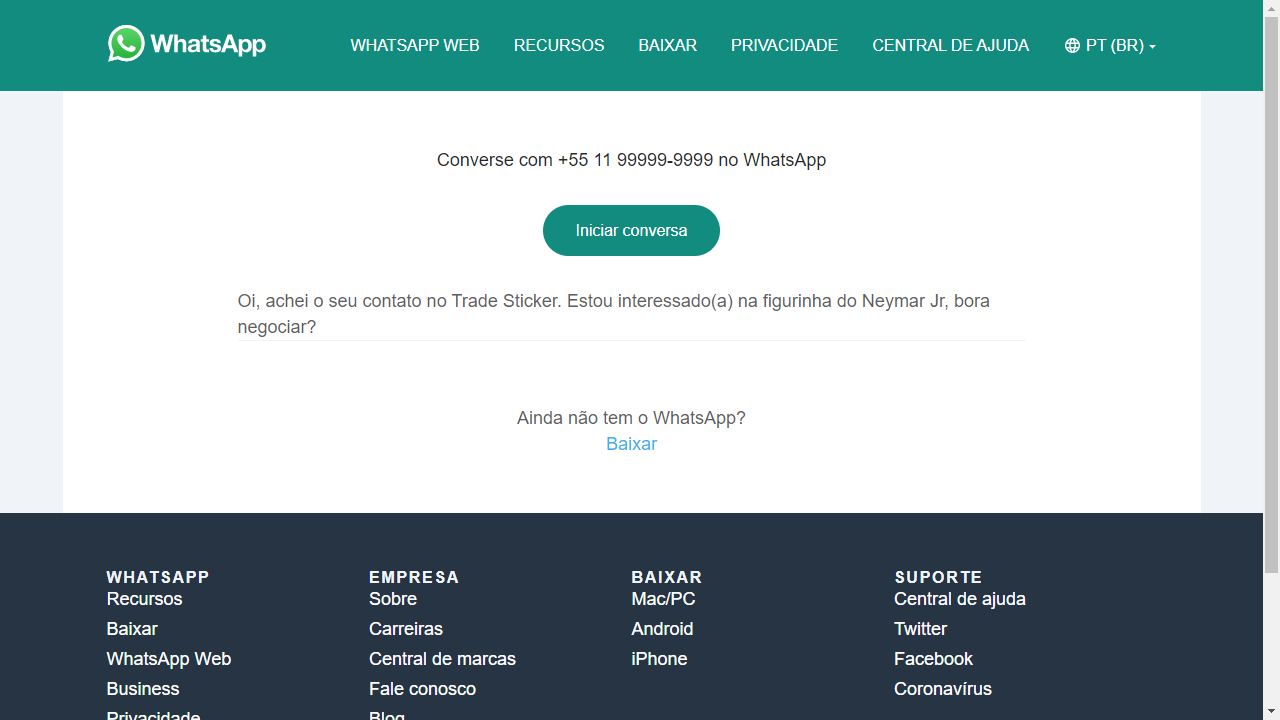 WhatsApp
WHATSAPP WEB
RECURSOS
BAIXAR
PRIVACIDADE
CENTRAL DE AJUDA
PT (BR)
Converse com +55 11 99999-9999 no WhatsApp
Iniciar conversa
Oi, achei o seu contato no Trade Sticker. Estou interessado(a) na figurinha do Neymar Jr, bora
negociar?
Ainda não tem o WhatsApp?
Baixar
WHATSAPP
Recursos
Baixar
WhatsApp Web
Business
Privacidade
EMPRESA
Sobre
Carreiras
Central de marcas
Fale conosco
Blog
BAIXAR
Mac/PC
Android
iPhone
SUPORTE
Central de ajuda
Twitter
Facebook
Coronavírus